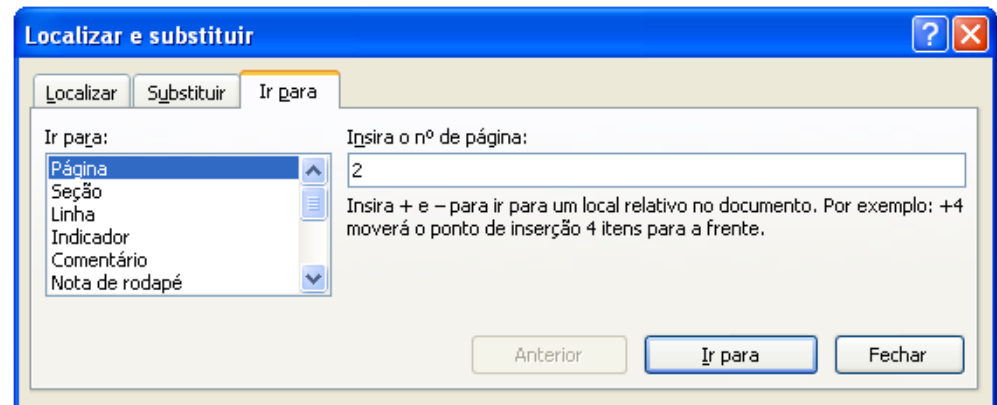 Localizar e substituir
Localizar
Substituir
Ir para
Ir para:
Página
Seção
Linha
Indicador
Comentário
Nota de rodapé
Insira o nº de página:
2
Insira + e – para ir para um local relativo no documento. Por exemplo: +4
moverá o ponto de inserção 4 itens para a frente.
Anterior
Ir para
Fechar